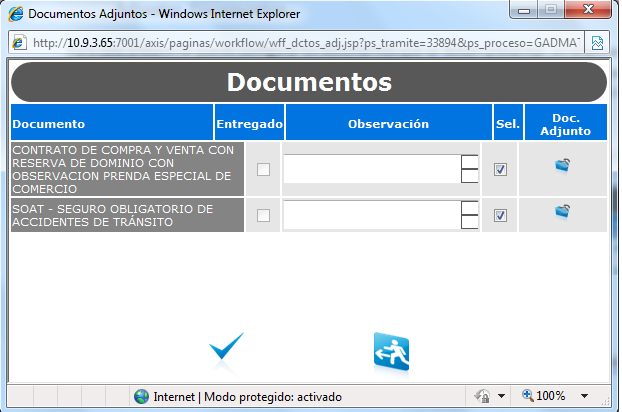 Documentos Adjuntos - Windows Internet Explorer
http://10.9.3.65:7001/axis/paginas/workflow/wff_dctos_adj.jsp?ps_tramite=33894&ps_proceso=GADMAT
Documentos
Documento Entregado Observación Sel. Doc. Adjunto
CONTRATO DE COMPRA Y VENTA CON
RESERVA DE DOMINIO CON
OBSERVACION PRENDA ESPECIAL DE
COMERCIO
SOAT - SEGURO OBLIGATORIO DE
ACCIDENTES DE TRÁNSITO
Internet | Modo protegido: activado
100%